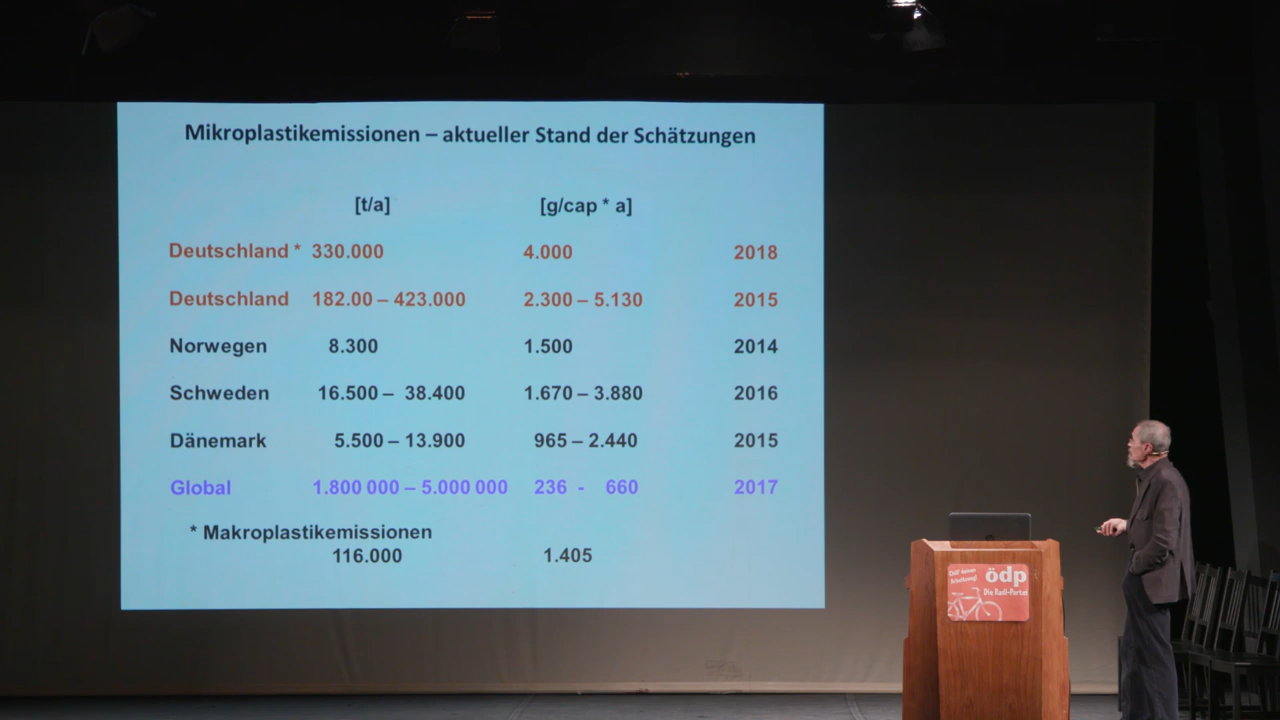 Mikroplastikemissionen – aktueller Stand der Schätzungen
[t/a] [g/cap * a]
Deutschland * 330.000 4.000 2018
Deutschland 182.00 – 423.000 2.300 – 5.130 2015
Norwegen 8.300 1.500 2014
Schweden 16.500 – 38.400 1.670 – 3.880 2016
Dänemark 5.500 – 13.900 965 – 2.440 2015
Global 1.800 000 – 5.000 000 236 - 660 2017
* Makroplastikemissionen
116.000 1.405
ödp
Die Radl-Partei